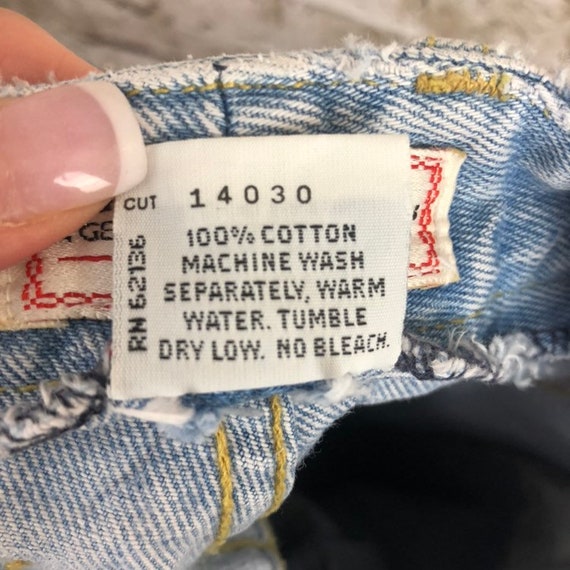 CUT 14030
RN 62136
100% COTTON
MACHINE WASH
SEPARATELY, WARM
WATER. TUMBLE
DRY LOW. NO BLEACH.